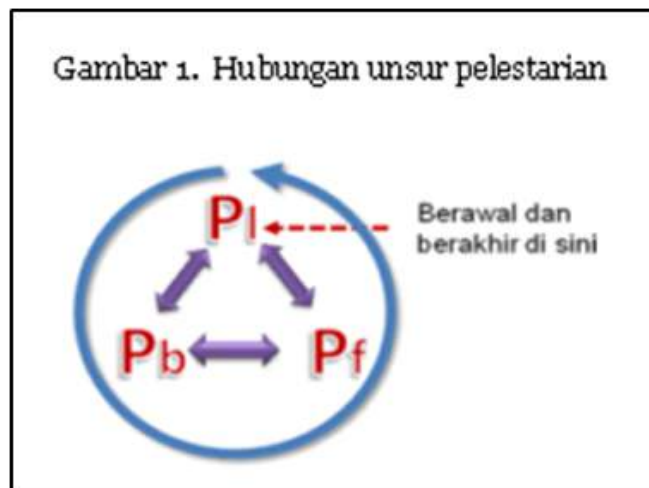 Gambar 1. Hubungan unsur pelestarian
Pl
Berawal dan
berakhir di sini
Pb
Pf